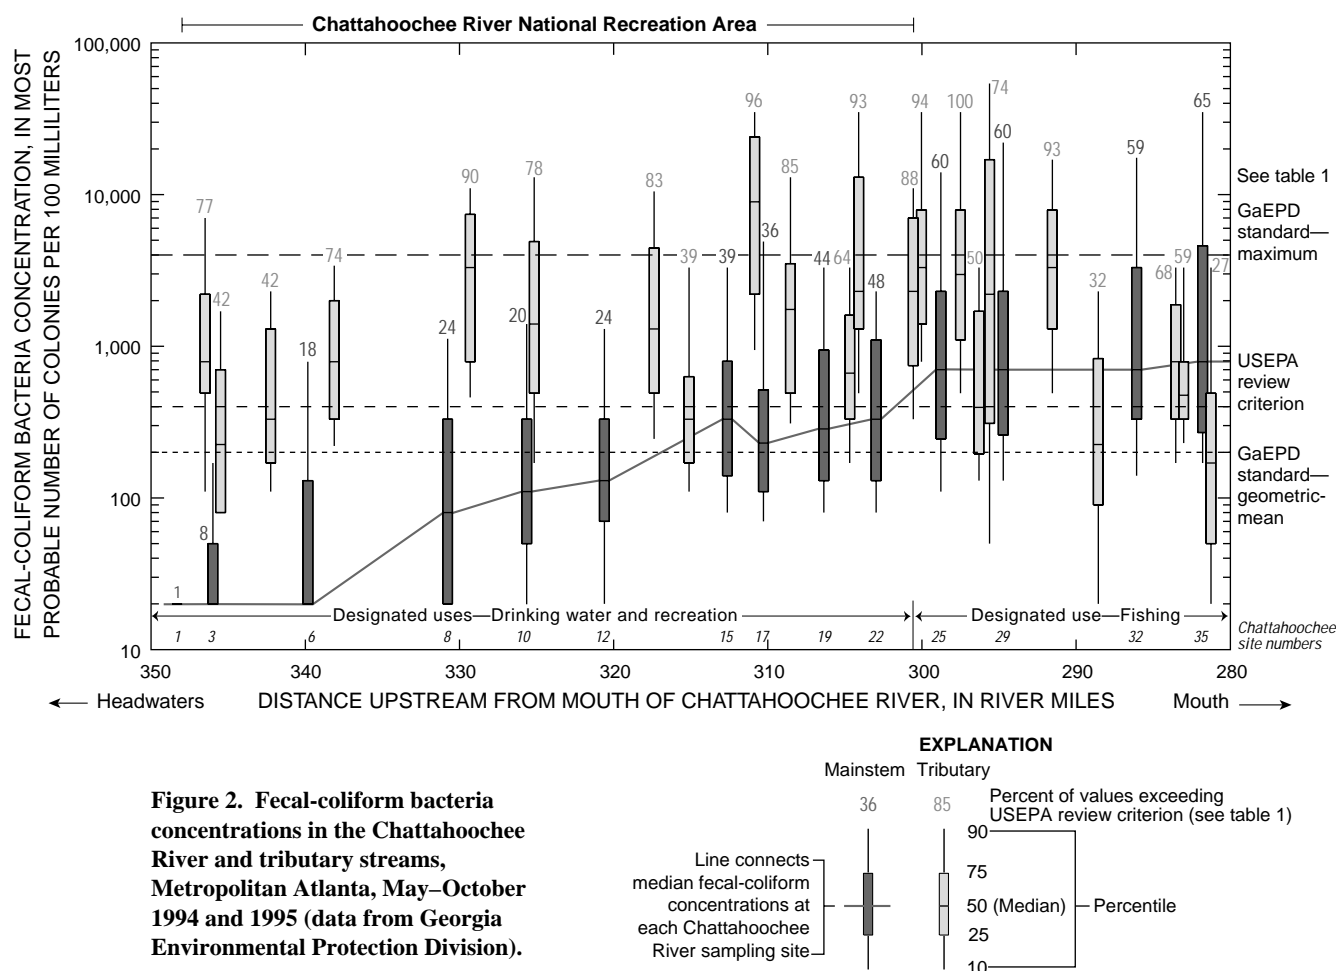 Chattahoochee River National Recreation Area
FECAL-COLIFORM BACTERIA CONCENTRATION, IN MOST
PROBABLE NUMBER OF COLONIES PER 100 MILLILITERS
100,000
10,000
1,000
100
10
1
8
18
24
20
24
39
36
44
48
60
60
59
65
77
42
42
74
90
78
83
39
96
85
64
93
88
94
100
50
74
93
32
68
59
27
See table 1
GaEPD
standard—
maximum
USEPA
review
criterion
GaEPD
standard—
geometric-
mean
Designated uses—Drinking water and recreation
Designated use—Fishing
1 3 6 8 10 12 15 17 19 22 25 29 32 35
Chattahoochee
site numbers
350 340 330 320 310 300 290 280
Headwaters
DISTANCE UPSTREAM FROM MOUTH OF CHATTAHOOCHEE RIVER, IN RIVER MILES
Mouth
Figure 2. Fecal-coliform bacteria
concentrations in the Chattahoochee
River and tributary streams,
Metropolitan Atlanta, May–October
1994 and 1995 (data from Georgia
Environmental Protection Division).
EXPLANATION
Mainstem Tributary
36 85
Percent of values exceeding
USEPA review criterion (see table 1)
90
75
50 (Median)
25
10
Percentile
Line connects
median fecal-coliform
concentrations at
each Chattahoochee
River sampling site